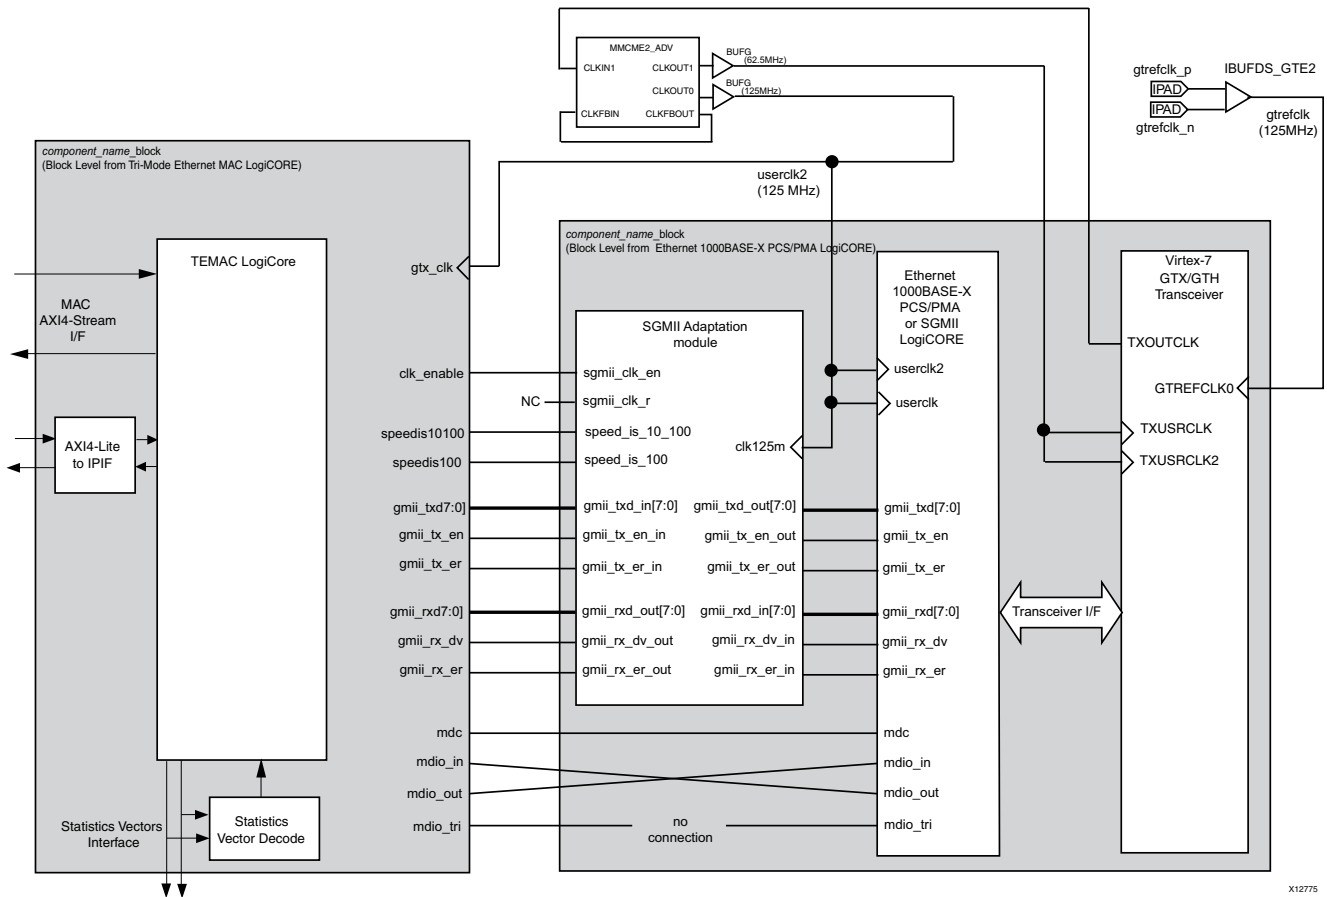 MMCME2_ADV
CLKIN1
CLKOUT1
CLKOUT0
CLKFBIN
CLKFBOUT
BUFG
(62.5MHz)
BUFG
(125MHz)
gtrefclk_p
IPAD
IPAD
gtrefclk_n
IBUFDS_GTE2
gtrefclk
(125MHz)
component_name_block
(Block Level from Tri-Mode Ethernet MAC LogiCORE)
userclk2
(125 MHz)
component_name_block
(Block Level from Ethernet 1000BASE-X PCS/PMA LogiCORE)
TEMAC LogiCore
MAC
AXI4-Stream
I/F
AXI4-Lite
to IPIF
gtx_clk
clk_enable
speedis10100
speedis100
gmii_txd7:0]
gmii_tx_en
gmii_tx_er
gmii_rxd7:0]
gmii_rx_dv
gmii_rx_er
mdc
mdio_in
mdio_out
mdio_tri
Statistics Vectors
Interface
Statistics
Vector Decode
NC
SGMII Adaptation
module
sgmii_clk_en
sgmii_clk_r
speed_is_10_100
speed_is_100
clk125m
gmii_txd_in[7:0]
gmii_txd_out[7:0]
gmii_tx_en_in
gmii_tx_en_out
gmii_tx_er_in
gmii_tx_er_out
gmii_rxd_out[7:0]
gmii_rxd_in[7:0]
gmii_rx_dv_out
gmii_rx_dv_in
gmii_rx_er_out
gmii_rx_er_in
no
connection
Ethernet
1000BASE-X
PCS/PMA
or SGMII
LogiCORE
userclk2
userclk
gmii_txd[7:0]
gmii_tx_en
gmii_tx_er
gmii_rxd[7:0]
gmii_rx_dv
gmii_rx_er
mdc
mdio_in
mdio_out
mdio_tri
Transceiver I/F
Virtex-7
GTX/GTH
Transceiver
TXOUTCLK
GTREFCLK0
TXUSRCLK
TXUSRCLK2
X12775